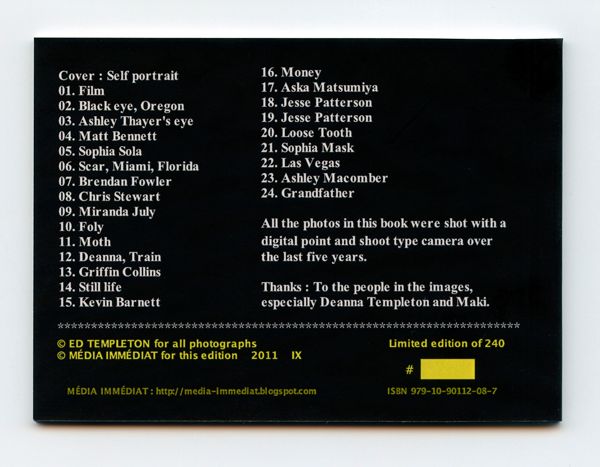 Cover : Self portrait
01. Film
02. Black eye, Oregon
03. Ashley Thayer's eye
04. Matt Bennett
05. Sophia Sola
06. Scar, Miami, Florida
07. Brendan Fowler
08. Chris Stewart
09. Miranda July
10. Foly
11. Moth
12. Deanna, Train
13. Griffin Collins
14. Still life
15. Kevin Barnett
16. Money
17. Aska Matsumiya
18. Jesse Patterson
19. Jesse Patterson
20. Loose Tooth
21. Sophia Mask
22. Las Vegas
23. Ashley Macomber
24. Grandfather
All the photos in this book were shot with a
digital point and shoot type camera over
the last five years.
Thanks : To the people in the images,
especially Deanna Templeton and Maki.
© ED TEMPLETON for all photographs
© MÉDIA IMMÉDIAT for this edition 2011 IX
Limited edition of 240
#
MÉDIA IMMÉDIAT : http://media-immediat.blogspot.com
ISBN 979-10-90112-08-7